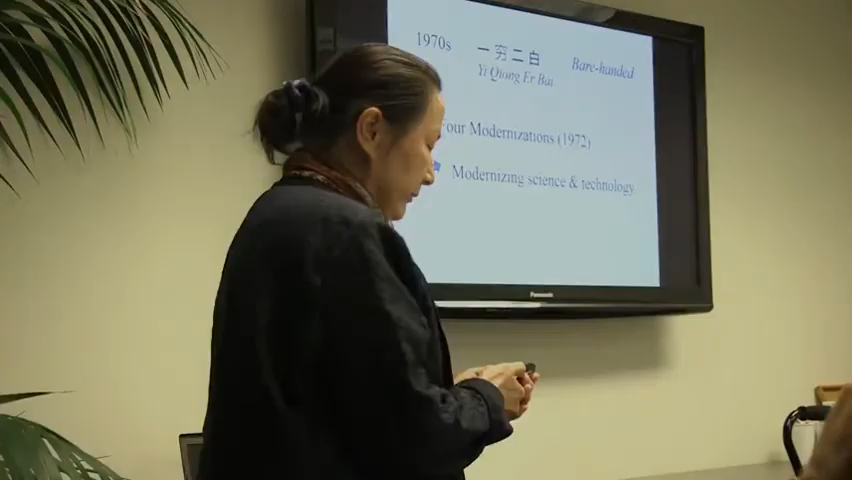 1970s 一穷二白 Bare-handed
Yi Qiong Er Bai
our Modernizations (1972)
Modernizing science & technology
Panasonic